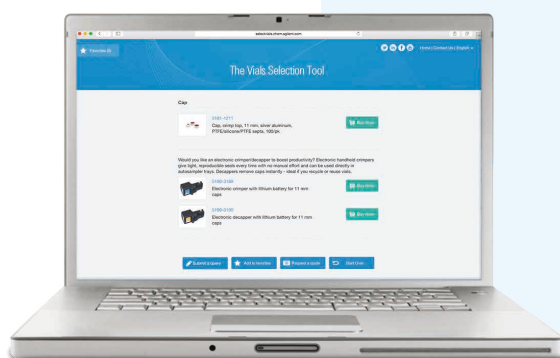 selectvials.chem.agilent.com
Favorites (0)
Home | Contact Us | English
The Vials Selection Tool
Cap
5181-1211
Cap, crimp top, 11 mm, silver aluminum,
PTFE/silicone/PTFE septa, 100/pk
Buy Now
Would you like an electronic crimper/decapper to boost productivity? Electronic handheld crimpers
give tight, reproducible seals every time with no manual effort and can be used directly in
autosampler trays. Decappers remove caps instantly - ideal if you recycle or reuse vials.
Electronic crimper with lithium battery for 11 mm
caps
Buy Now
Electronic decapper with lithium battery for 11 mm
caps
Buy Now
Submit a query
Add to favorites
Request a quote
Start over